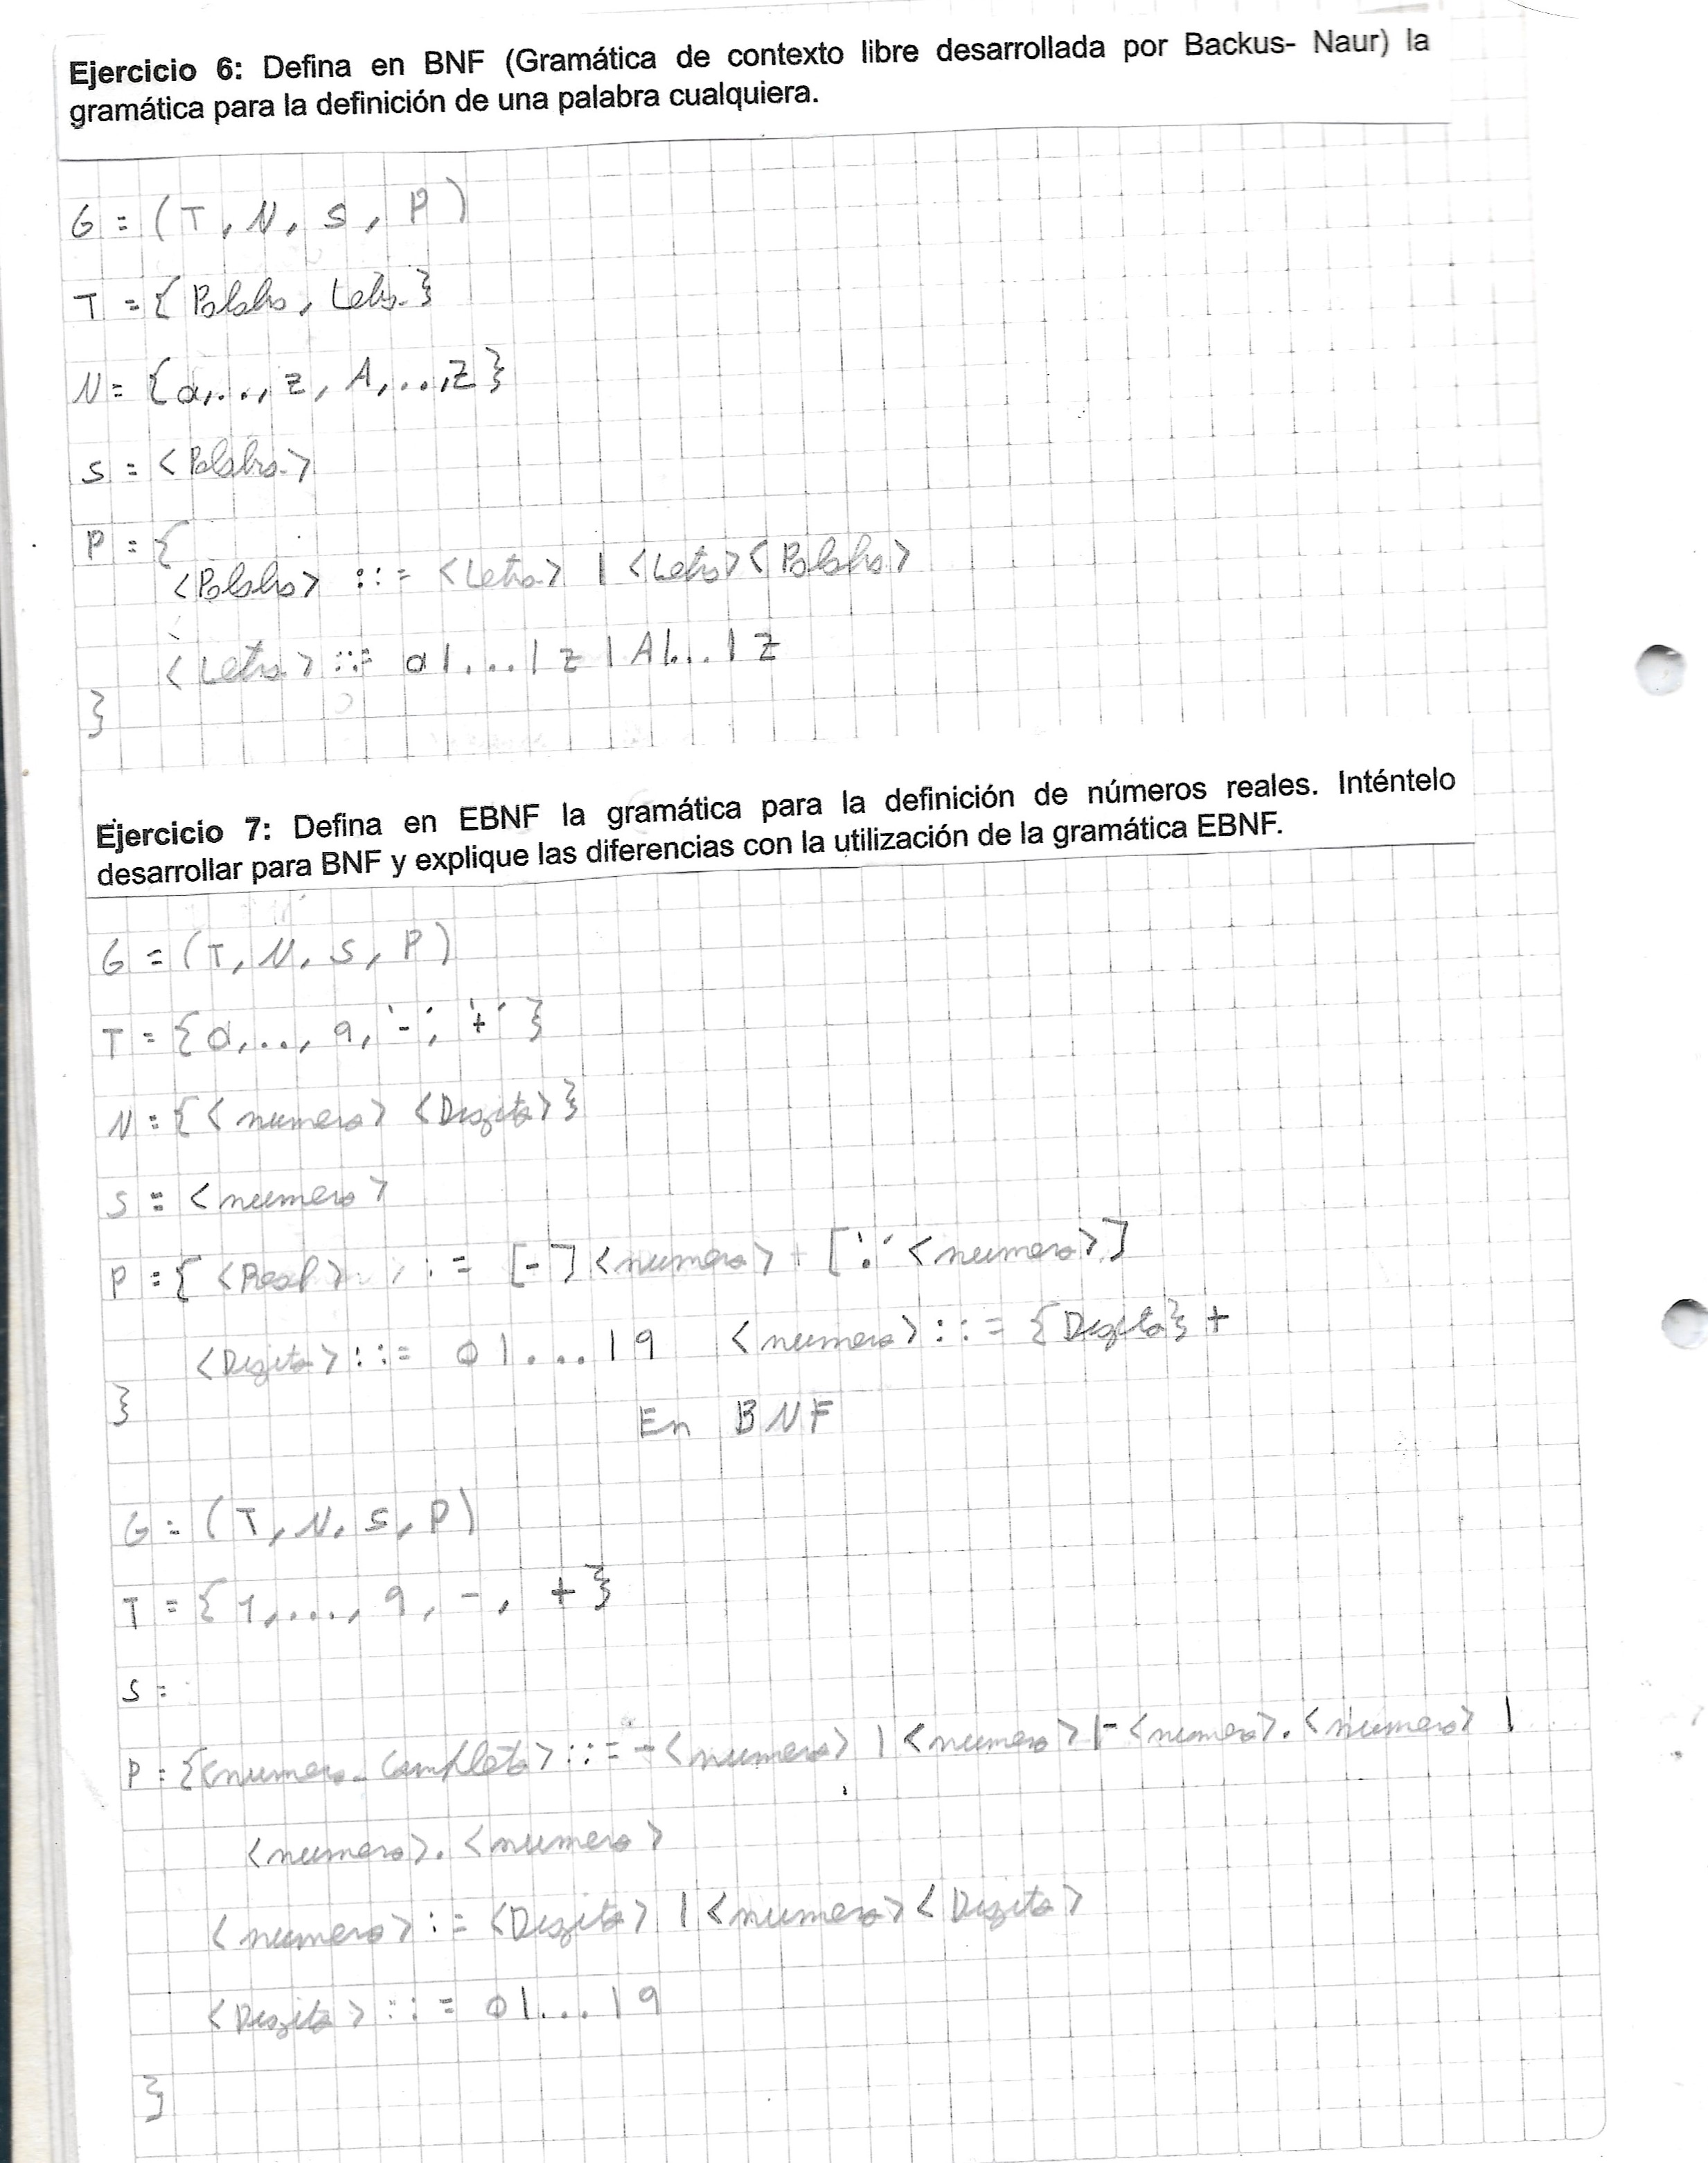 Ejercicio 6: Defina en BNF (Gramática de contexto libre desarrollada por Backus- Naur) la
gramática para la definición de una palabra cualquiera.
G = (T, N, S, P)
T = { Palabra, Letra }
N = {a,..., z, A,...,Z}
S = <Palabra>
P = {
<Palabra> ::= <Letra> | <Letra><Palabra>
<Letra> ::= a|...|z|A|...|Z
}
Ejercicio 7: Defina en EBNF la gramática para la definición de números reales. Inténtelo
desarrollar para BNF y explique las diferencias con la utilización de la gramática EBNF.
G = (T, N, S, P)
T = {0,..., 9, '-', '+' }
N = {<numero> <Digito>}
S = <numero>
P = { <Real> ::= [-] <numero> + [',' <numero>]
<Digito> ::= 0|...|9 <numero> ::= {Digito} +
}
En BNF
G = (T, N, S, P)
T = {1,..., 9, -, +}
S =
P = {<numero_Completo> ::= -<numero> | <numero> |-<numero>.<numero> |
<numero>.<numero>
<numero> := <Digito> | <numero><Digito>
<Digito> ::= 0|...|9
}